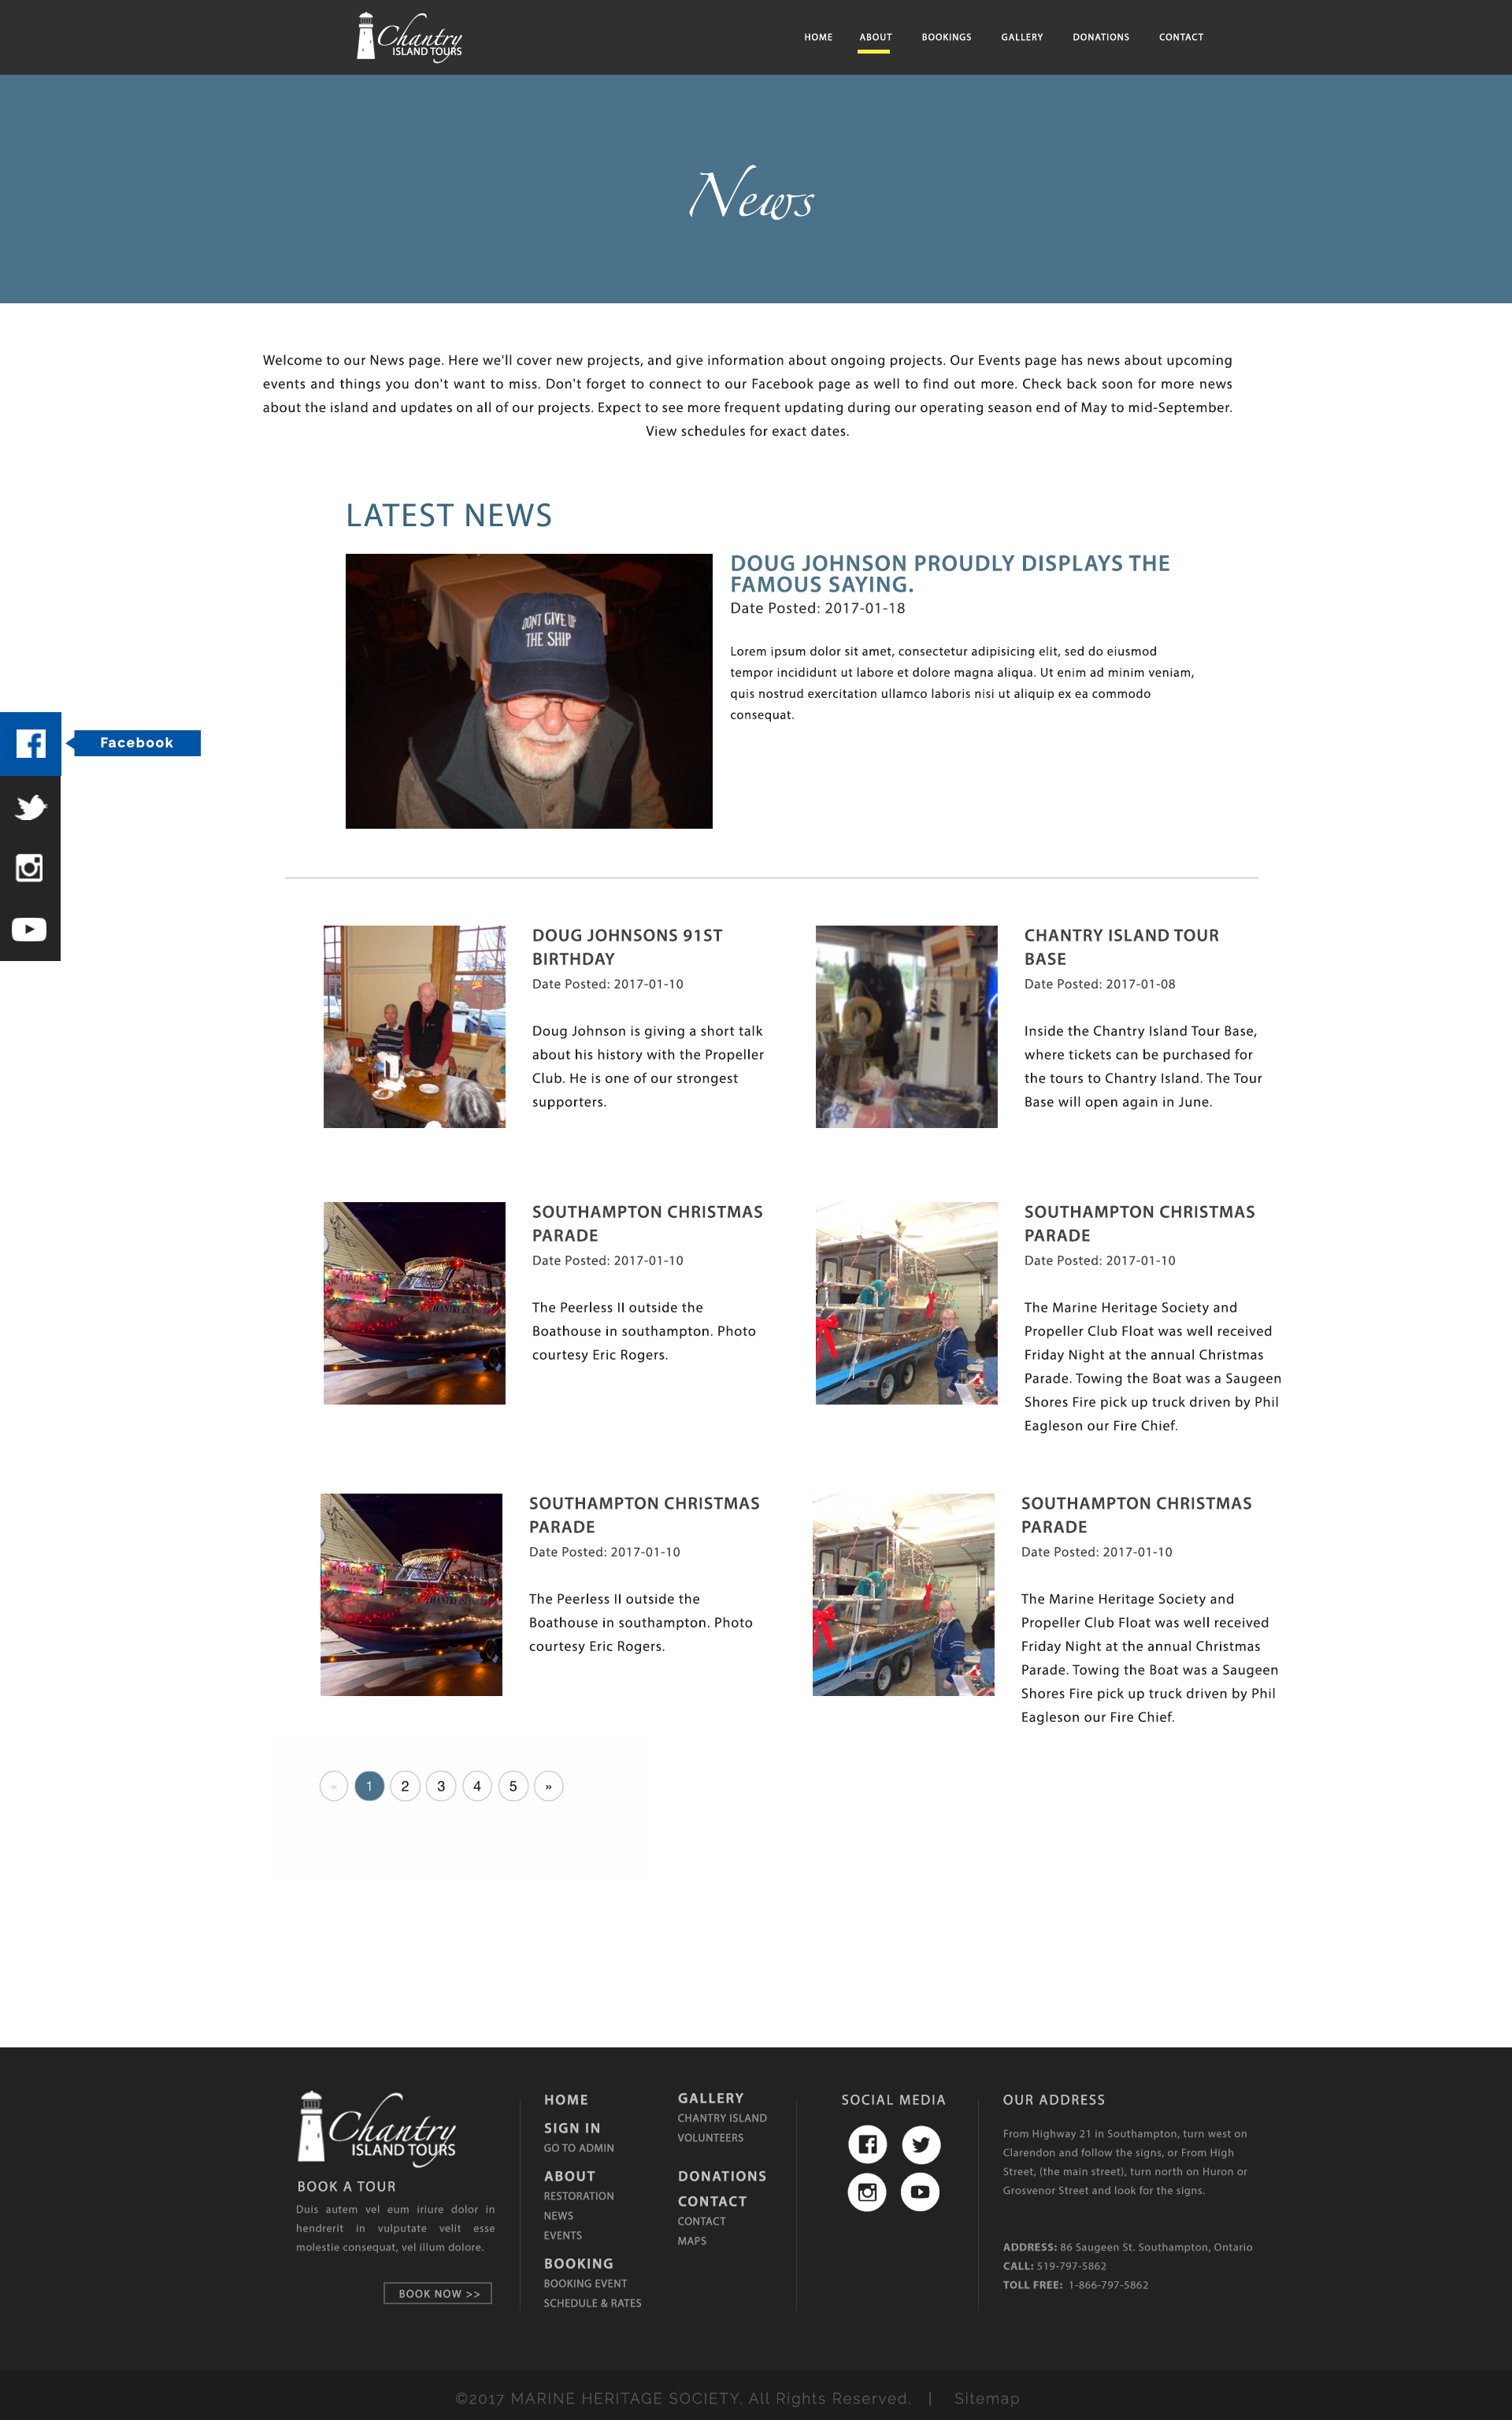 Chantry
ISLAND TOURS
HOME ABOUT BOOKINGS GALLERY DONATIONS CONTACT
News
Welcome to our News page. Here we'll cover new projects, and give information about ongoing projects. Our Events page has news about upcoming
events and things you don't want to miss. Don't forget to connect to our Facebook page as well to find out more. Check back soon for more news
about the island and updates on all of our projects. Expect to see more frequent updating during our operating season end of May to mid-September.
View schedules for exact dates.
LATEST NEWS
DONT GIVE UP
THE SHIP
DOUG JOHNSON PROUDLY DISPLAYS THE
FAMOUS SAYING.
Date Posted: 2017-01-18
Lorem ipsum dolor sit amet, consectetur adipisicing elit, sed do eiusmod
tempor incididunt ut labore et dolore magna aliqua. Ut enim ad minim veniam,
quis nostrud exercitation ullamco laboris nisi ut aliquip ex ea commodo
consequat.
Facebook
DOUG JOHNSONS 91ST
BIRTHDAY
Date Posted: 2017-01-10
Doug Johnson is giving a short talk
about his history with the Propeller
Club. He is one of our strongest
supporters.
CHANTRY ISLAND TOUR
BASE
Date Posted: 2017-01-08
Inside the Chantry Island Tour Base,
where tickets can be purchased for
the tours to Chantry Island. The Tour
Base will open again in June.
MAGIC
CHANTRY
SOUTHAMPTON CHRISTMAS
PARADE
Date Posted: 2017-01-10
The Peerless II outside the
Boathouse in southampton. Photo
courtesy Eric Rogers.
SOUTHAMPTON CHRISTMAS
PARADE
Date Posted: 2017-01-10
The Marine Heritage Society and
Propeller Club Float was well received
Friday Night at the annual Christmas
Parade. Towing the Boat was a Saugeen
Shores Fire pick up truck driven by Phil
Eagleson our Fire Chief.
MAGIC
CHANTRY
SOUTHAMPTON CHRISTMAS
PARADE
Date Posted: 2017-01-10
The Peerless II outside the
Boathouse in southampton. Photo
courtesy Eric Rogers.
SOUTHAMPTON CHRISTMAS
PARADE
Date Posted: 2017-01-10
The Marine Heritage Society and
Propeller Club Float was well received
Friday Night at the annual Christmas
Parade. Towing the Boat was a Saugeen
Shores Fire pick up truck driven by Phil
Eagleson our Fire Chief.
« 1 2 3 4 5 »
Chantry
ISLAND TOURS
BOOK A TOUR
Duis autem vel eum iriure dolor in
hendrerit in vulputate velit esse
molestie consequat, vel illum dolore.
BOOK NOW >>
HOME
SIGN IN
GO TO ADMIN
ABOUT
RESTORATION
NEWS
EVENTS
BOOKING
BOOKING EVENT
SCHEDULE & RATES
GALLERY
CHANTRY ISLAND
VOLUNTEERS
DONATIONS
CONTACT
CONTACT
MAPS
SOCIAL MEDIA
OUR ADDRESS
From Highway 21 in Southampton, turn west on
Clarendon and follow the signs, or From High
Street, (the main street), turn north on Huron or
Grosvenor Street and look for the signs.
ADDRESS: 86 Saugeen St. Southampton, Ontario
CALL: 519-797-5862
TOLL FREE: 1-866-797-5862
©2017 MARINE HERITAGE SOCIETY. All Rights Reserved. | Sitemap